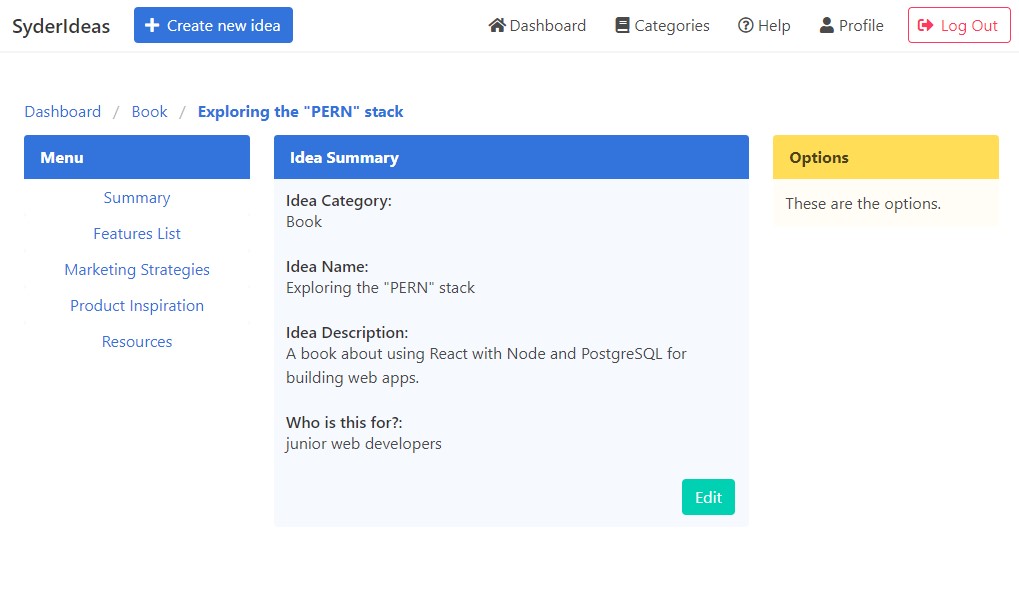 SyderIdeas
Create new idea
Dashboard
Categories
Help
Profile
Log Out
Dashboard / Book / Exploring the "PERN" stack
Menu
Summary
Features List
Marketing Strategies
Product Inspiration
Resources
Idea Summary
Idea Category:
Book
Idea Name:
Exploring the "PERN" stack
Idea Description:
A book about using React with Node and PostgreSQL for
building web apps.
Who is this for?:
junior web developers
Edit
Options
These are the options.